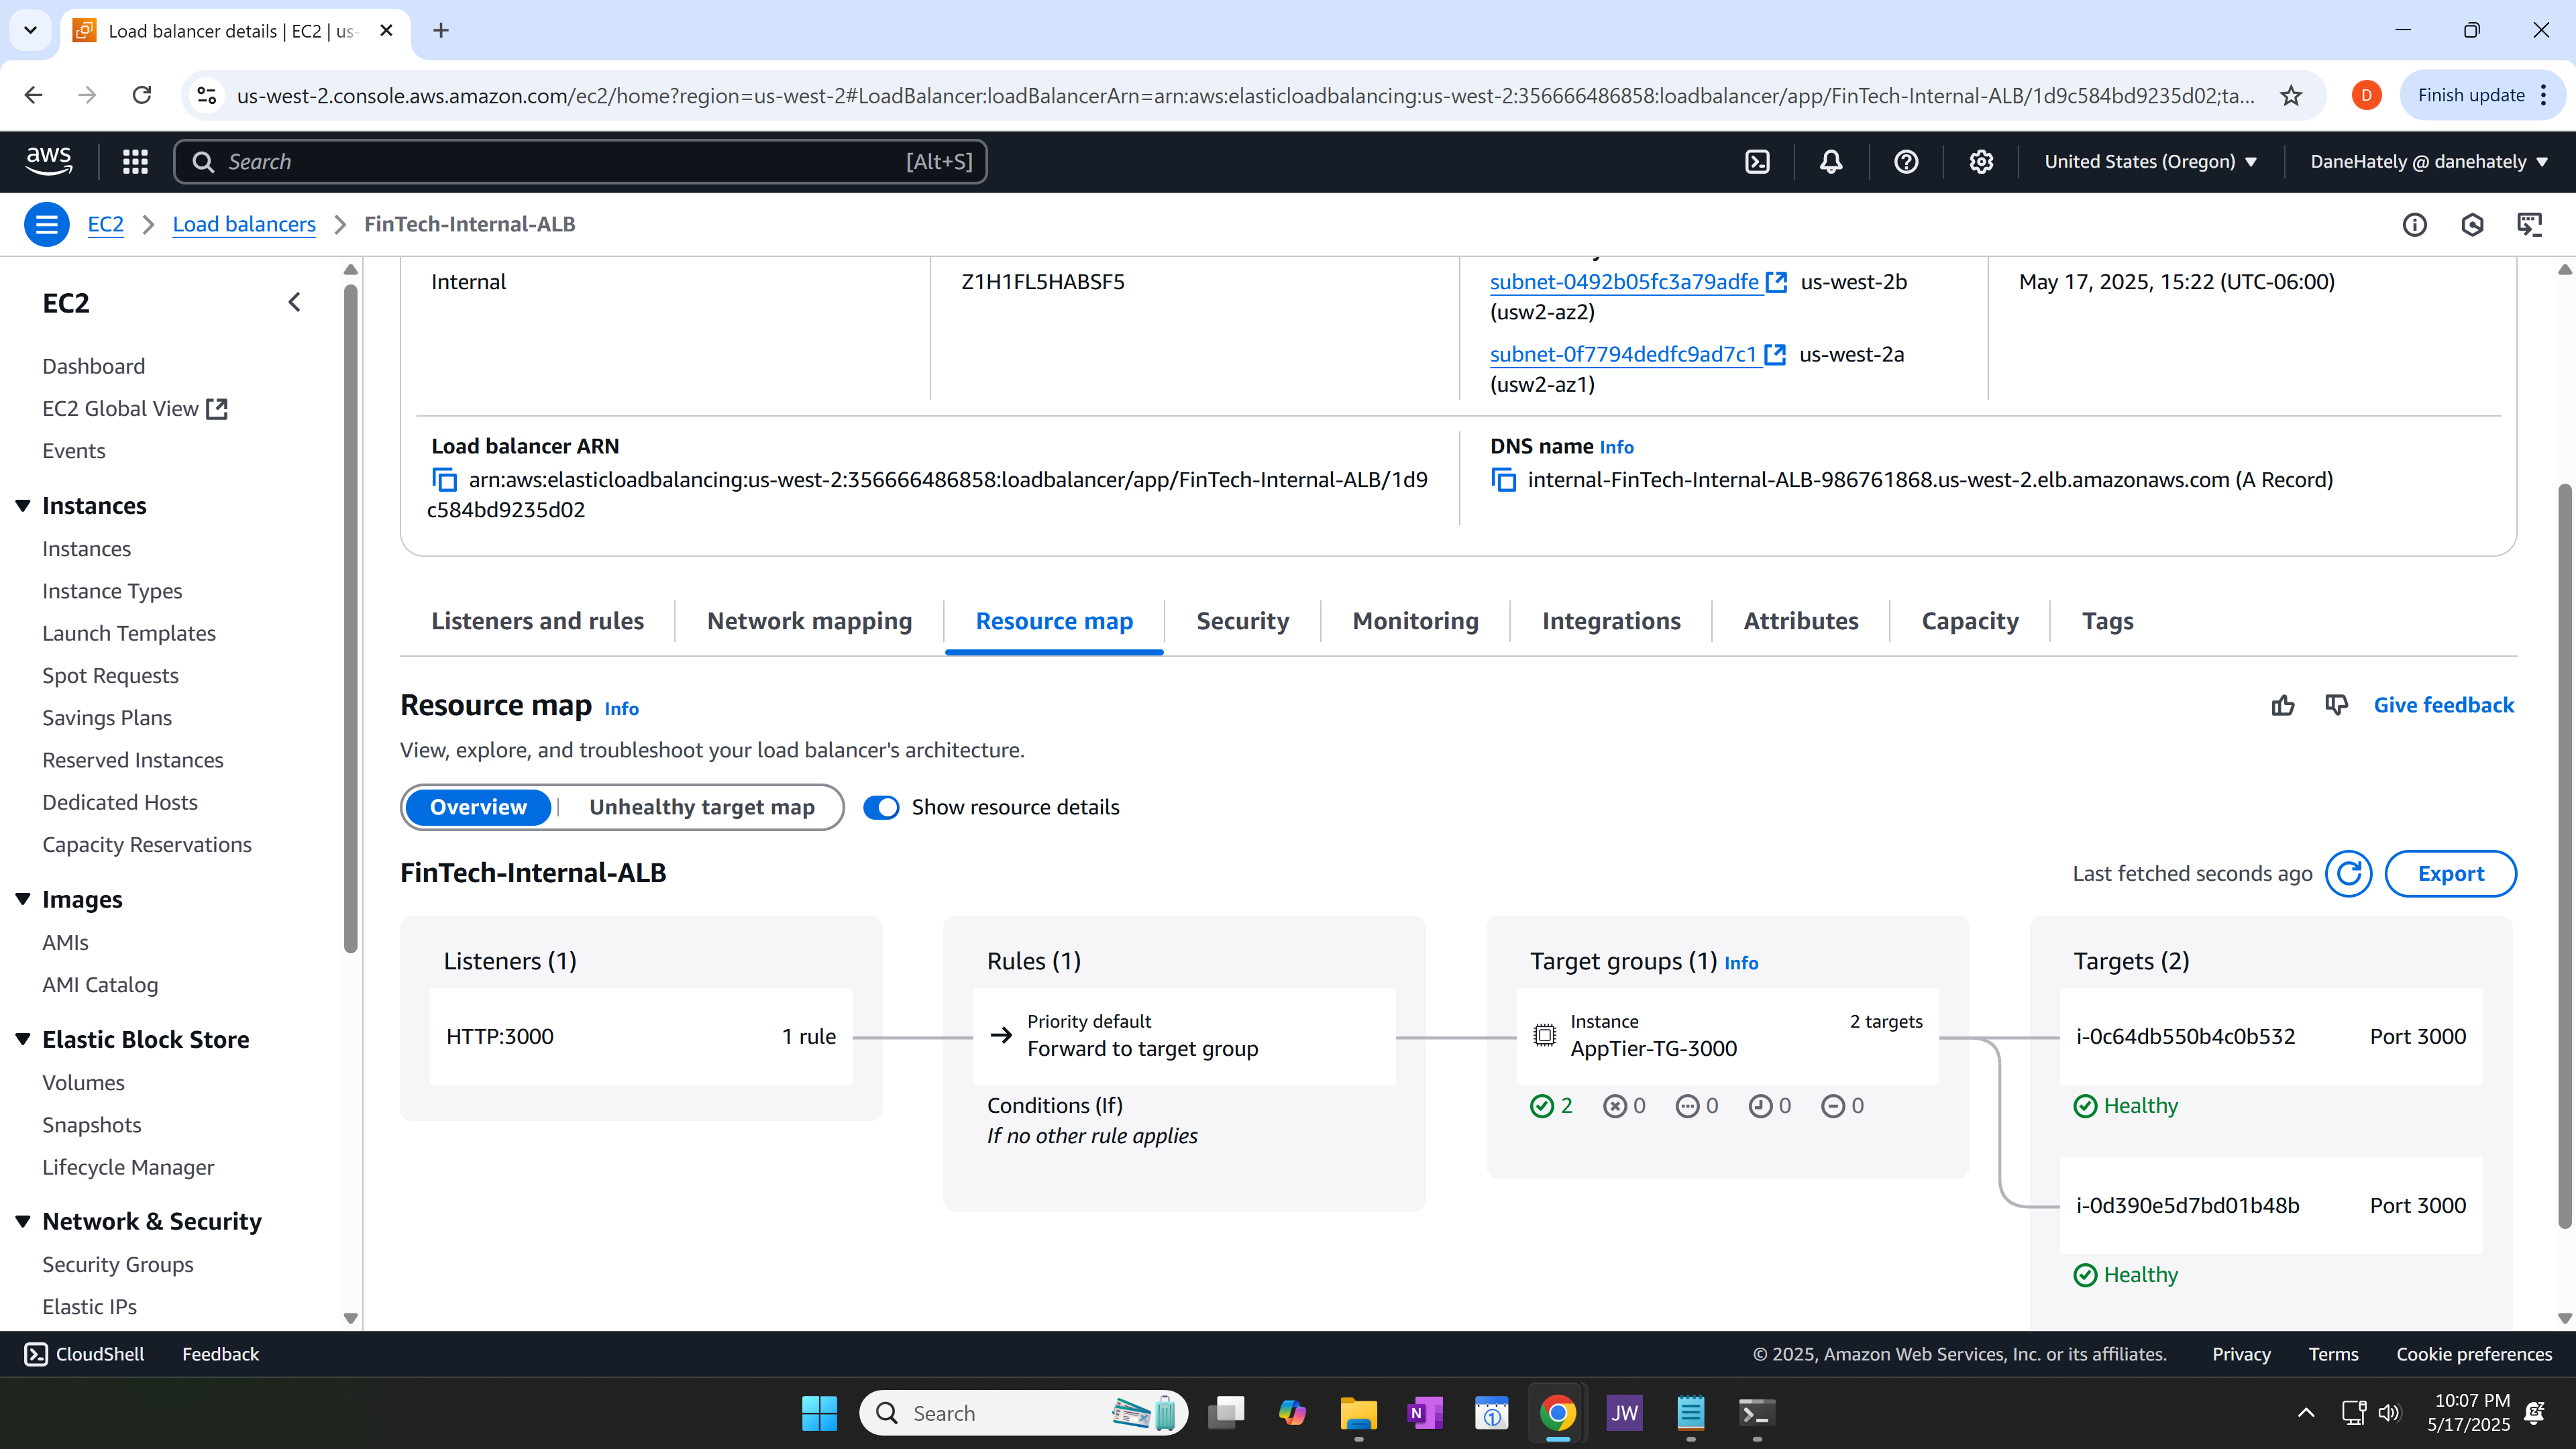 Load balancer details | EC2 | us-
us-west-2.console.aws.amazon.com/ec2/home?region=us-west-2#LoadBalancer:loadBalancerArn=arn:aws:elasticloadbalancing:us-west-2:356666486858:loadbalancer/app/FinTech-Internal-ALB/1d9c584bd9235d02;ta...
D
Finish update
aws
Search
[Alt+S]
United States (Oregon)
DaneHately @ danehately
EC2
Load balancers
FinTech-Internal-ALB
EC2
Dashboard
EC2 Global View
Events
Instances
Instances
Instance Types
Launch Templates
Spot Requests
Savings Plans
Reserved Instances
Dedicated Hosts
Capacity Reservations
Images
AMIs
AMI Catalog
Elastic Block Store
Volumes
Snapshots
Lifecycle Manager
Network & Security
Security Groups
Elastic IPs
Internal
Z1H1FL5HABSF5
subnet-0492b05fc3a79adfe us-west-2b
(usw2-az2)
subnet-0f7794dedfc9ad7c1 us-west-2a
(usw2-az1)
May 17, 2025, 15:22 (UTC-06:00)
Load balancer ARN
arn:aws:elasticloadbalancing:us-west-2:356666486858:loadbalancer/app/FinTech-Internal-ALB/1d9
c584bd9235d02
DNS name Info
internal-FinTech-Internal-ALB-986761868.us-west-2.elb.amazonaws.com (A Record)
Listeners and rules
Network mapping
Resource map
Security
Monitoring
Integrations
Attributes
Capacity
Tags
Resource map Info
Give feedback
View, explore, and troubleshoot your load balancer's architecture.
Overview
Unhealthy target map
Show resource details
FinTech-Internal-ALB
Last fetched seconds ago
Export
Listeners (1)
HTTP:3000
1 rule
Rules (1)
Priority default
Forward to target group
Conditions (If)
If no other rule applies
Target groups (1) Info
Instance
2 targets
AppTier-TG-3000
2
0
0
0
0
Targets (2)
i-0c64db550b4c0b532
Port 3000
Healthy
i-0d390e5d7bd01b48b
Port 3000
Healthy
CloudShell
Feedback
© 2025, Amazon Web Services, Inc. or its affiliates.
Privacy
Terms
Cookie preferences
Search
N
1
JW
10:07 PM
5/17/2025